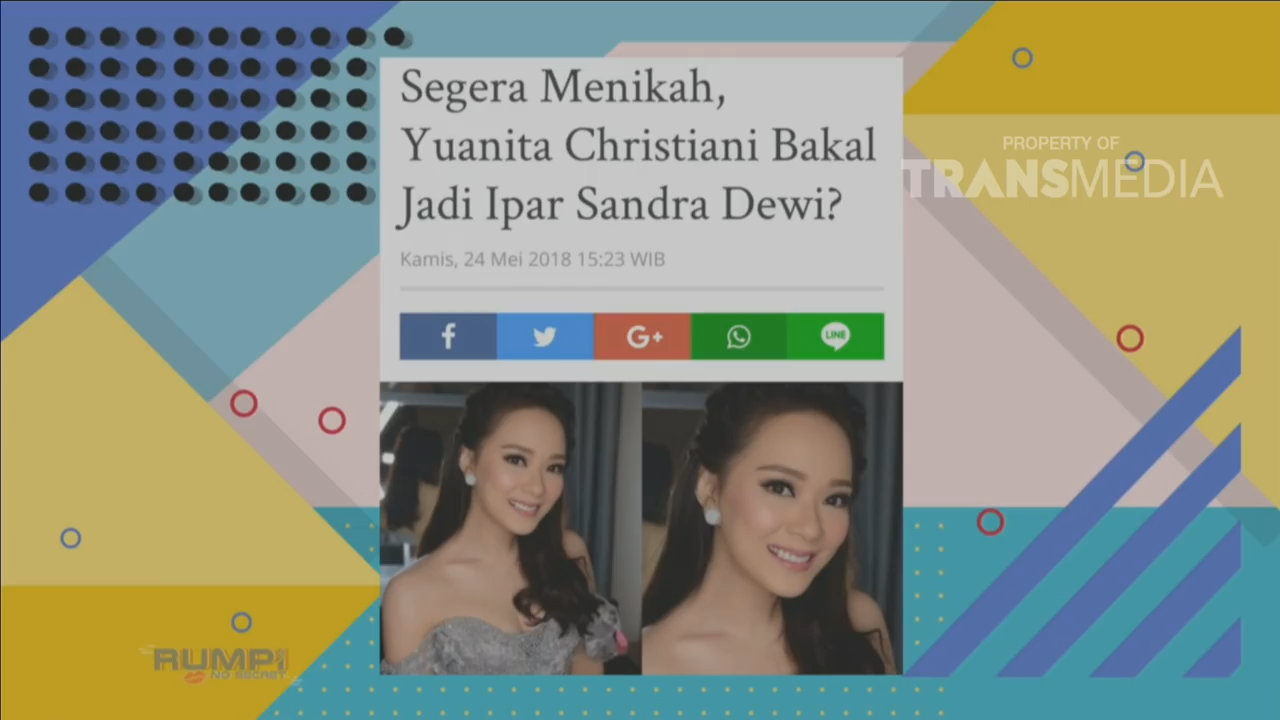 Segera Menikah,
Yuanita Christiani Bakal
Jadi Ipar Sandra Dewi?
Kamis, 24 Mei 2018 15:23 WIB
f
G+
LINE
PROPERTY OF
TRANSMEDIA
RUMPI
NO SECRET